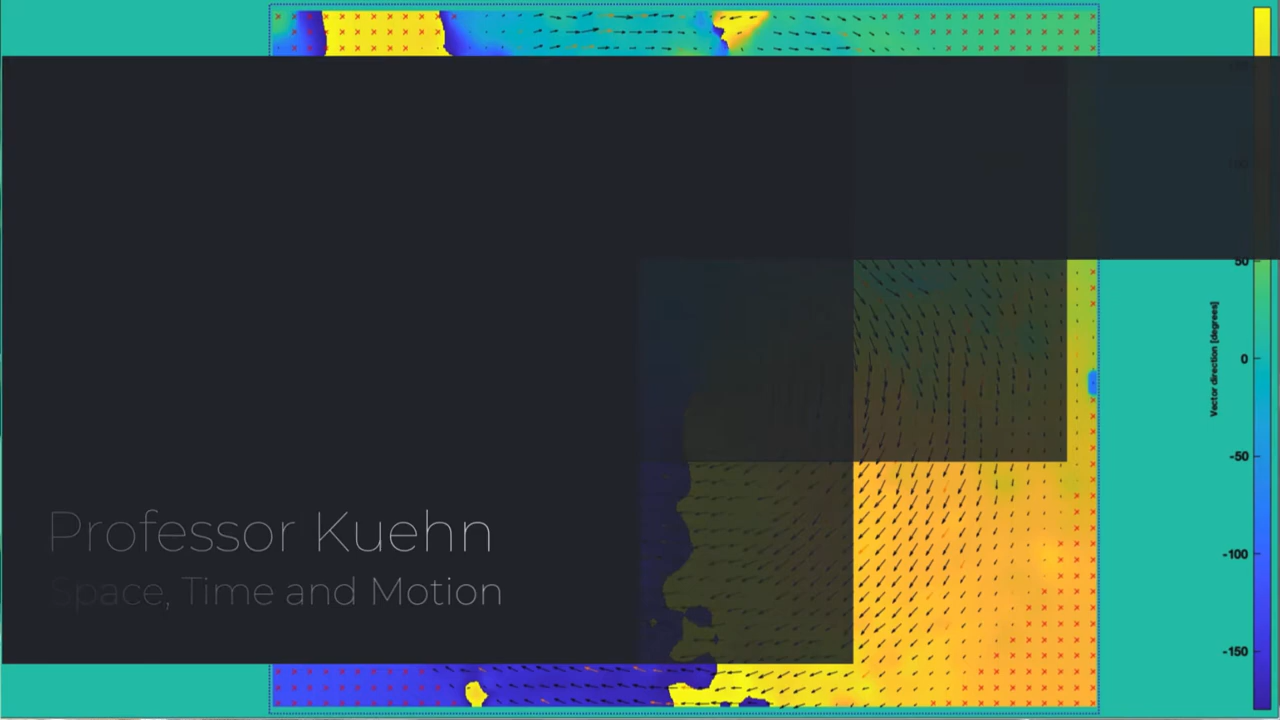 Professor Kuehn
Space, Time and Motion
Vector direction [degrees]
50
0
-50
-100
-150